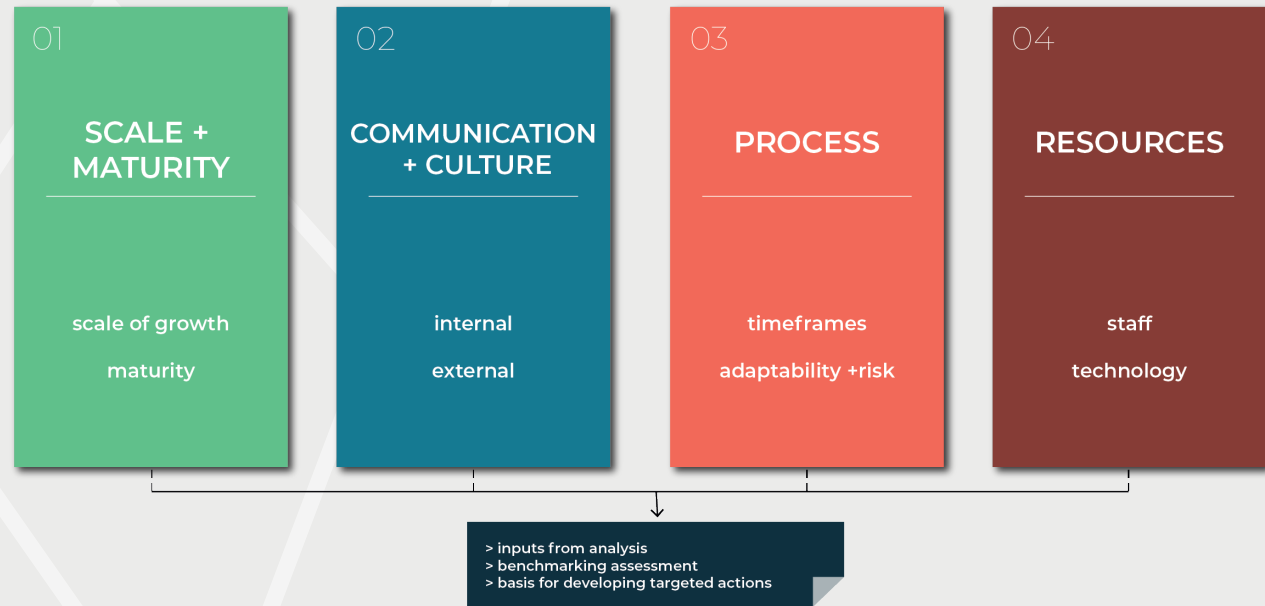 01
SCALE +
MATURITY
scale of growth
maturity
02
COMMUNICATION
+ CULTURE
internal
external
03
PROCESS
timeframes
adaptability +risk
04
RESOURCES
staff
technology
> inputs from analysis
> benchmarking assessment
> basis for developing targeted actions